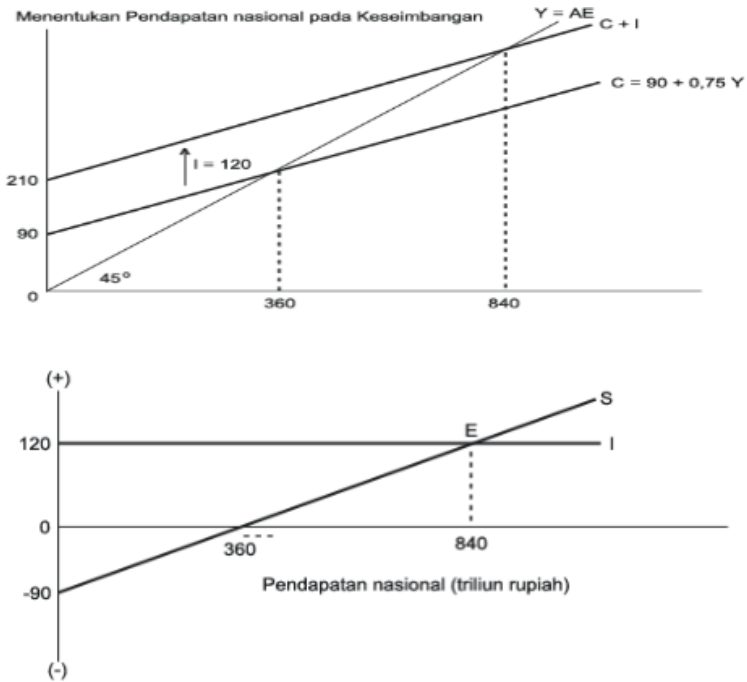 Menentukan Pendapatan nasional pada Keseimbangan
Y = AE
C + I
C = 90 + 0,75 Y
I = 120
210
90
45°
0
360
840
(+)
S
E
120
I
0
360
840
-90
Pendapatan nasional (triliun rupiah)
(-)